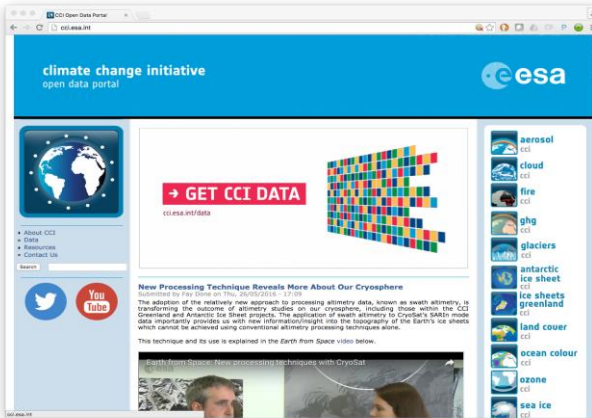 CCI Open Data Portal
cci.esa.int
climate change initiative
open data portal
esa
→ GET CCI DATA
cci.esa.int/data
About CCI
Data
Resources
Contact Us
Search
You
Tube
New Processing Technique Reveals More About Our Cryosphere
Submitted by Fay Done on Thu, 26/05/2016 - 17:09
The adoption of the relatively new approach to processing altimetry data, known as swath altimetry, is
transforming the outcome of altimetry studies on our cryosphere, including those within the CCI
Greenland and Antarctic Ice Sheet projects. The application of swath altimetry to CryoSat's SARIn mode
data importantly provides us with new information/insight into the topography of the Earth's ice sheets
which cannot be achieved using conventional altimetry processing techniques alone.
This technique and its use is explained in the Earth from Space video below.
Earth from Space: New processing techniques with CryoSat
aerosol
cci
cloud
cci
fire
cci
ghg
cci
glaciers
cci
antarctic
ice sheet
cci
ice sheets
greenland
cci
land cover
cci
ocean colour
cci
ozone
cci
sea ice
cci
cci.esa.int